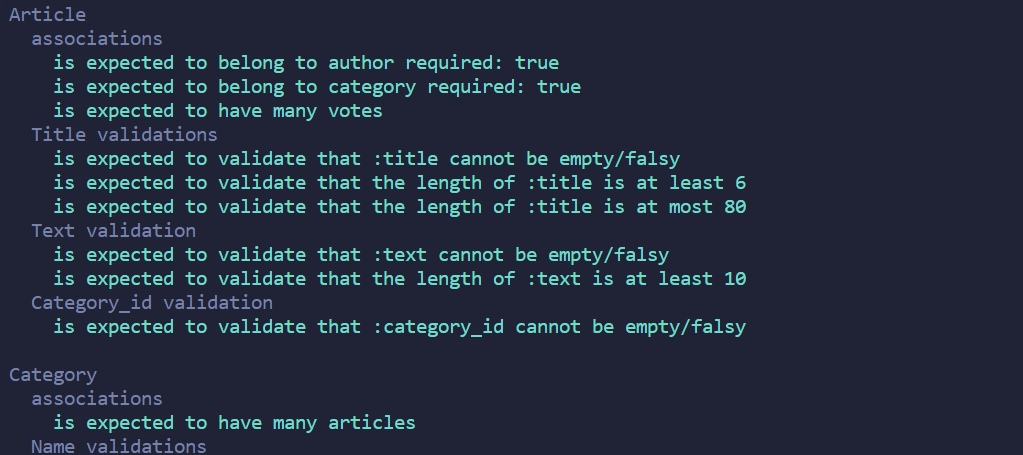 Article
associations
is expected to belong to author required: true
is expected to belong to category required: true
is expected to have many votes
Title validations
is expected to validate that :title cannot be empty/falsy
is expected to validate that the length of :title is at least 6
is expected to validate that the length of :title is at most 80
Text validation
is expected to validate that :text cannot be empty/falsy
is expected to validate that the length of :text is at least 10
Category_id validation
is expected to validate that :category_id cannot be empty/falsy
Category
associations
is expected to have many articles
Name validations